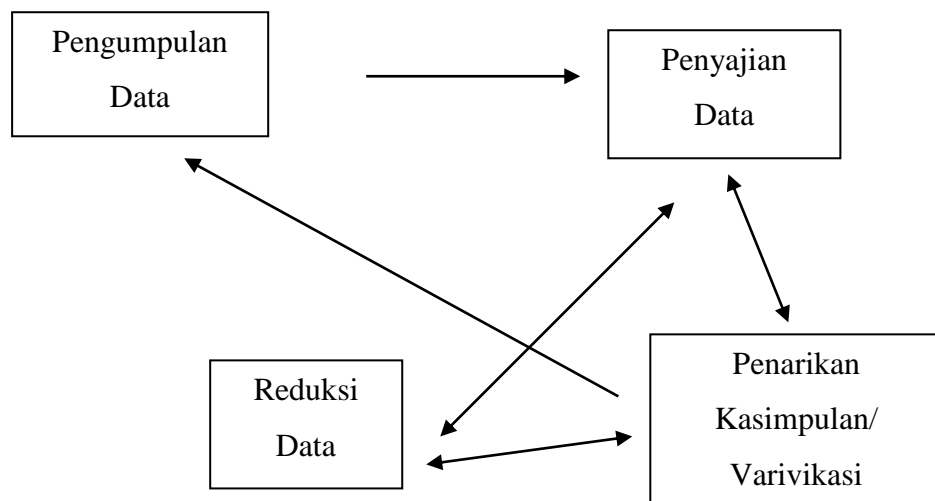 Pengumpulan
Data
Penyajian
Data
Reduksi
Data
Penarikan
Kasimpulan/
Varivikasi